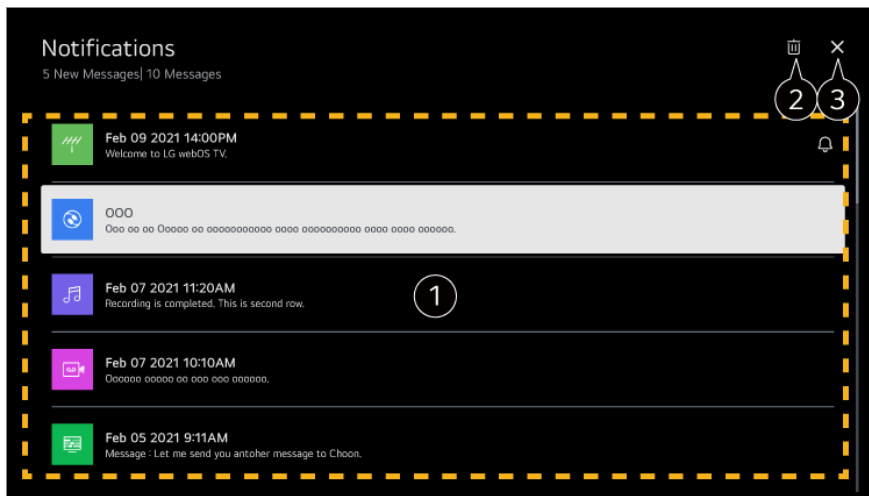 Notifications
5 New Messages| 10 Messages
2
3
Feb 09 2021 14:00PM
Welcome to LG webOS TV.
OOO
Ooo oo oo Ooooo oo ooooooooooo oooo oooooooooo oooo oooo oooooo.
Feb 07 2021 11:20AM
Recording is completed, This is second row.
1
Feb 07 2021 10:10AM
Oooooo ooooo oo ooo ooo oooooo.
Feb 05 2021 9:11AM
Message : Let me send you antoher message to Choon.